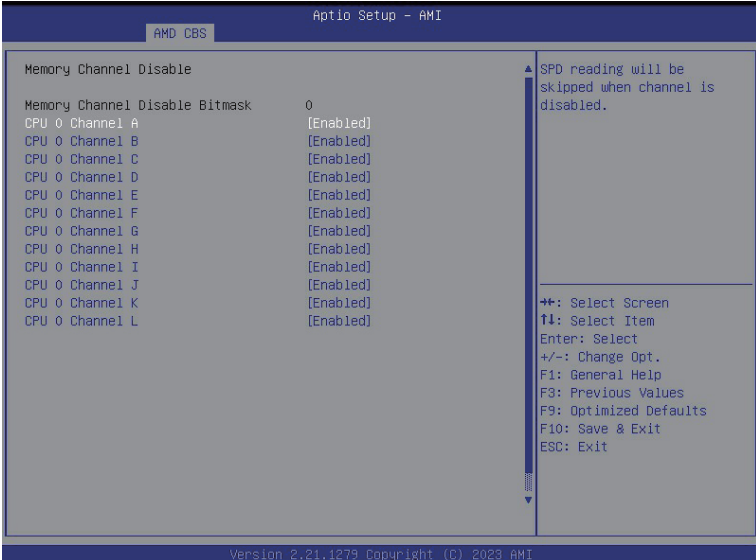 Aptio Setup – AMI
AMD CBS
Memory Channel Disable
Memory Channel Disable Bitmask 0
CPU 0 Channel A [Enabled]
CPU 0 Channel B [Enabled]
CPU 0 Channel C [Enabled]
CPU 0 Channel D [Enabled]
CPU 0 Channel E [Enabled]
CPU 0 Channel F [Enabled]
CPU 0 Channel G [Enabled]
CPU 0 Channel H [Enabled]
CPU 0 Channel I [Enabled]
CPU 0 Channel J [Enabled]
CPU 0 Channel K [Enabled]
CPU 0 Channel L [Enabled]
SPD reading will be
skipped when channel is
disabled.
→←: Select Screen
↑↓: Select Item
Enter: Select
+/-: Change Opt.
F1: General Help
F3: Previous Values
F9: Optimized Defaults
F10: Save & Exit
ESC: Exit
Version 2.21.1279 Copyright (C) 2023 AMI